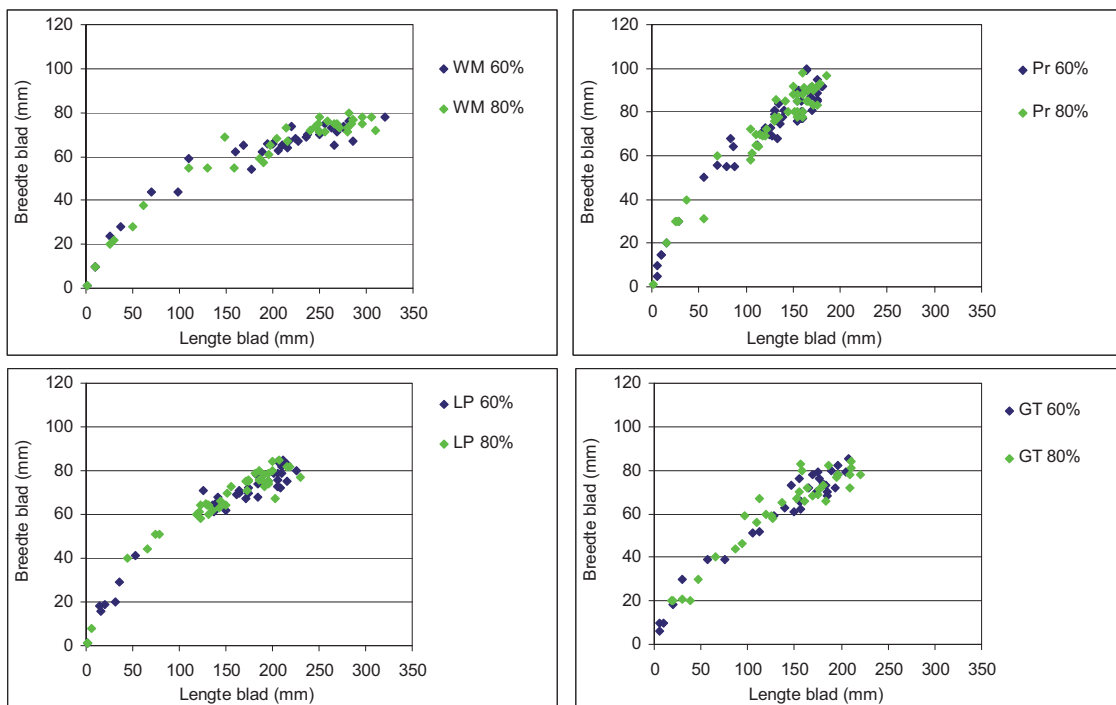 120
100
80
60
40
20
0
Breedte blad (mm)
0 50 100 150 200 250 300 350
Lengte blad (mm)
WM 60%
WM 80%
120
100
80
60
40
20
0
Breedte blad (mm)
0 50 100 150 200 250 300 350
Lengte blad (mm)
Pr 60%
Pr 80%
120
100
80
60
40
20
0
Breedte blad (mm)
0 50 100 150 200 250 300 350
Lengte blad (mm)
LP 60%
LP 80%
120
100
80
60
40
20
0
Breedte blad (mm)
0 50 100 150 200 250 300 350
Lengte blad (mm)
GT 60%
GT 80%